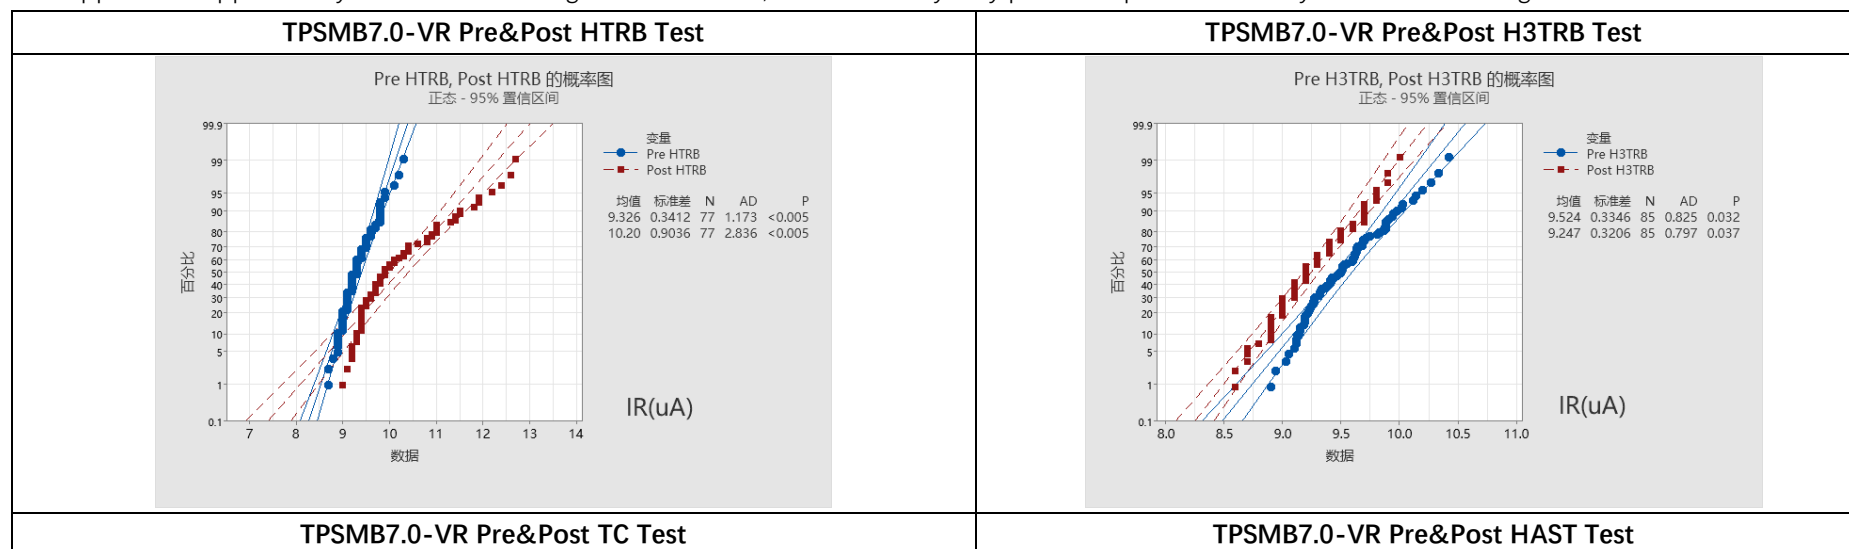 TPSMB7.0-VR Pre&Post HTRB Test
TPSMB7.0-VR Pre&Post H3TRB Test
Pre HTRB, Post HTRB 的概率图
正态 - 95% 置信区间
99.9
99
95
90
80
70
60
50
40
30
20
10
5
1
0.1
百分比
7 8 9 10 11 12 13 14
数据
变量
Pre HTRB
Post HTRB
均值 标准差 N AD P
9.326 0.3412 77 1.173 <0.005
10.20 0.9036 77 2.836 <0.005
IR(uA)
Pre H3TRB, Post H3TRB 的概率图
正态 - 95% 置信区间
99.9
99
95
90
80
70
60
50
40
30
20
10
5
1
0.1
百分比
8.0 8.5 9.0 9.5 10.0 10.5 11.0
数据
变量
Pre H3TRB
Post H3TRB
均值 标准差 N AD P
9.524 0.3346 85 0.825 0.032
9.247 0.3206 85 0.797 0.037
IR(uA)
TPSMB7.0-VR Pre&Post TC Test
TPSMB7.0-VR Pre&Post HAST Test